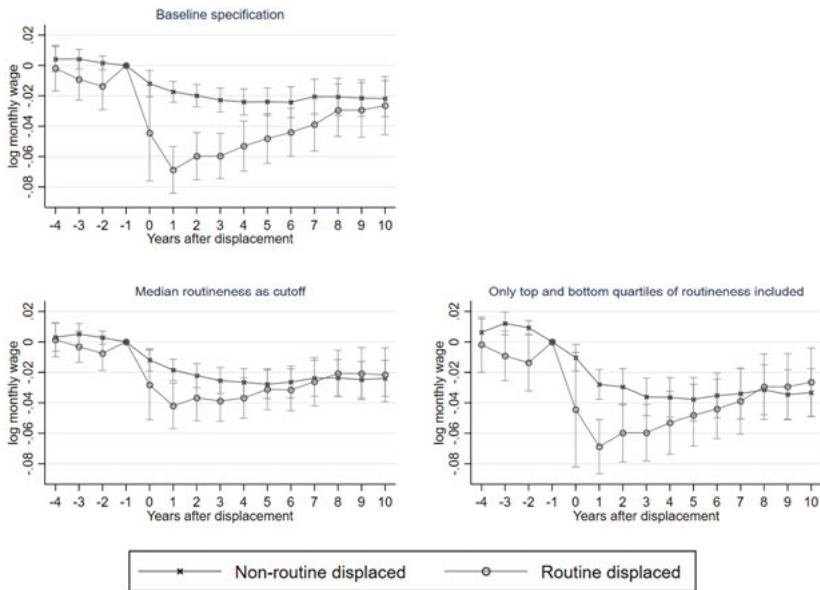 Baseline specification
log monthly wage
.02
0
-.02
-.04
-.06
-.08
-4 -3 -2 -1 0 1 2 3 4 5 6 7 8 9 10
Years after displacement
Median routineness as cutoff
log monthly wage
.02
0
-.02
-.04
-.06
-.08
-4 -3 -2 -1 0 1 2 3 4 5 6 7 8 9 10
Years after displacement
Only top and bottom quartiles of routineness included
log monthly wage
.02
0
-.02
-.04
-.06
-.08
-4 -3 -2 -1 0 1 2 3 4 5 6 7 8 9 10
Years after displacement
Non-routine displaced Routine displaced